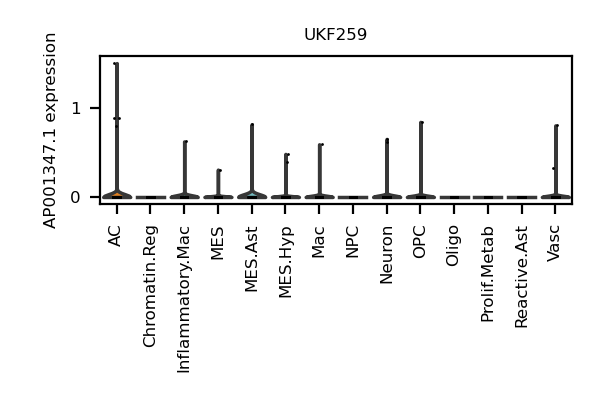 UKF259
AP001347.1 expression
1
0
AC
Chromatin.Reg
Inflammatory.Mac
MES
MES.Ast
MES.Hyp
Mac
NPC
Neuron
OPC
Oligo
Prolif.Metab
Reactive.Ast
Vasc